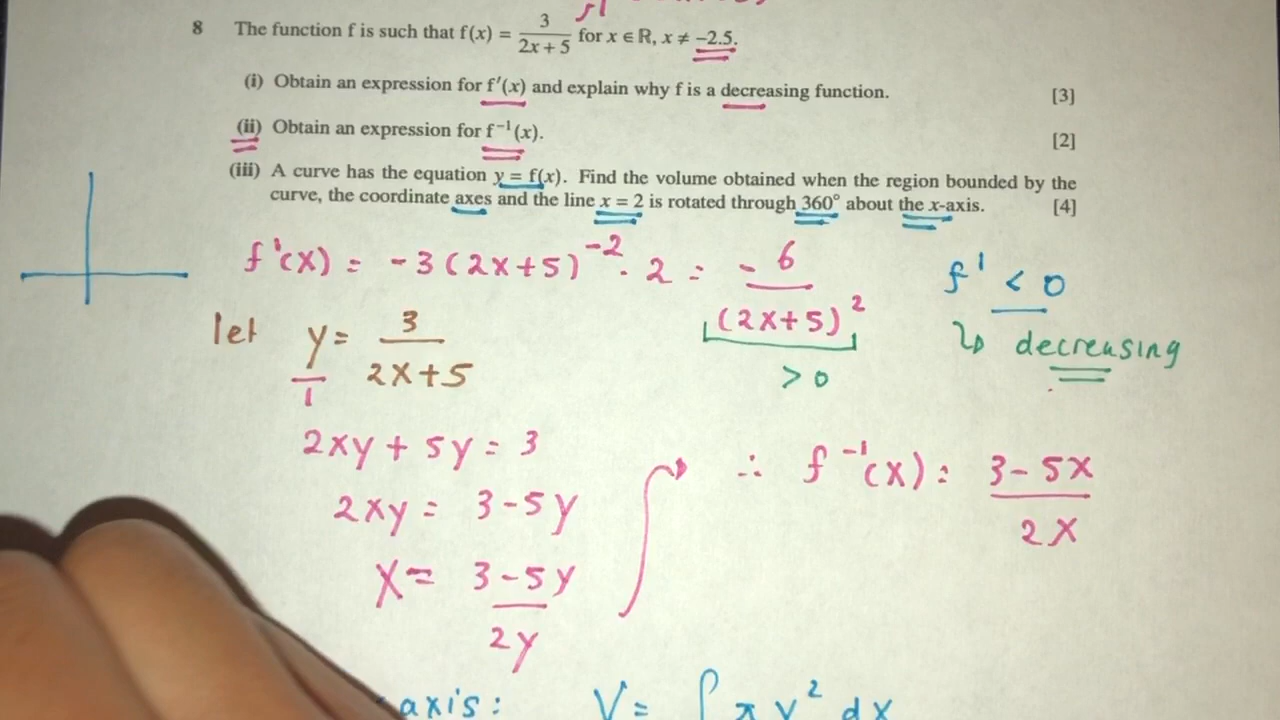 8 The function f is such that f(x) = 3/(2x + 5) for x ∈ ℝ, x ≠ −2.5.
(i) Obtain an expression for f′(x) and explain why f is a decreasing function. [3]
(ii) Obtain an expression for f⁻¹(x). [2]
(iii) A curve has the equation y = f(x). Find the volume obtained when the region bounded by the
curve, the coordinate axes and the line x = 2 is rotated through 360° about the x-axis. [4]
f'(x) = -3(2x+5)⁻² · 2 = -6/(2x+5)²
f' < 0
> 0
decreasing
let y = 3/(2x+5)
1
2xy + 5y = 3
2xy = 3-5y
x = (3-5y)/2y
∴ f⁻¹(x) = (3-5x)/2x
axis: V = ∫ π y² dx